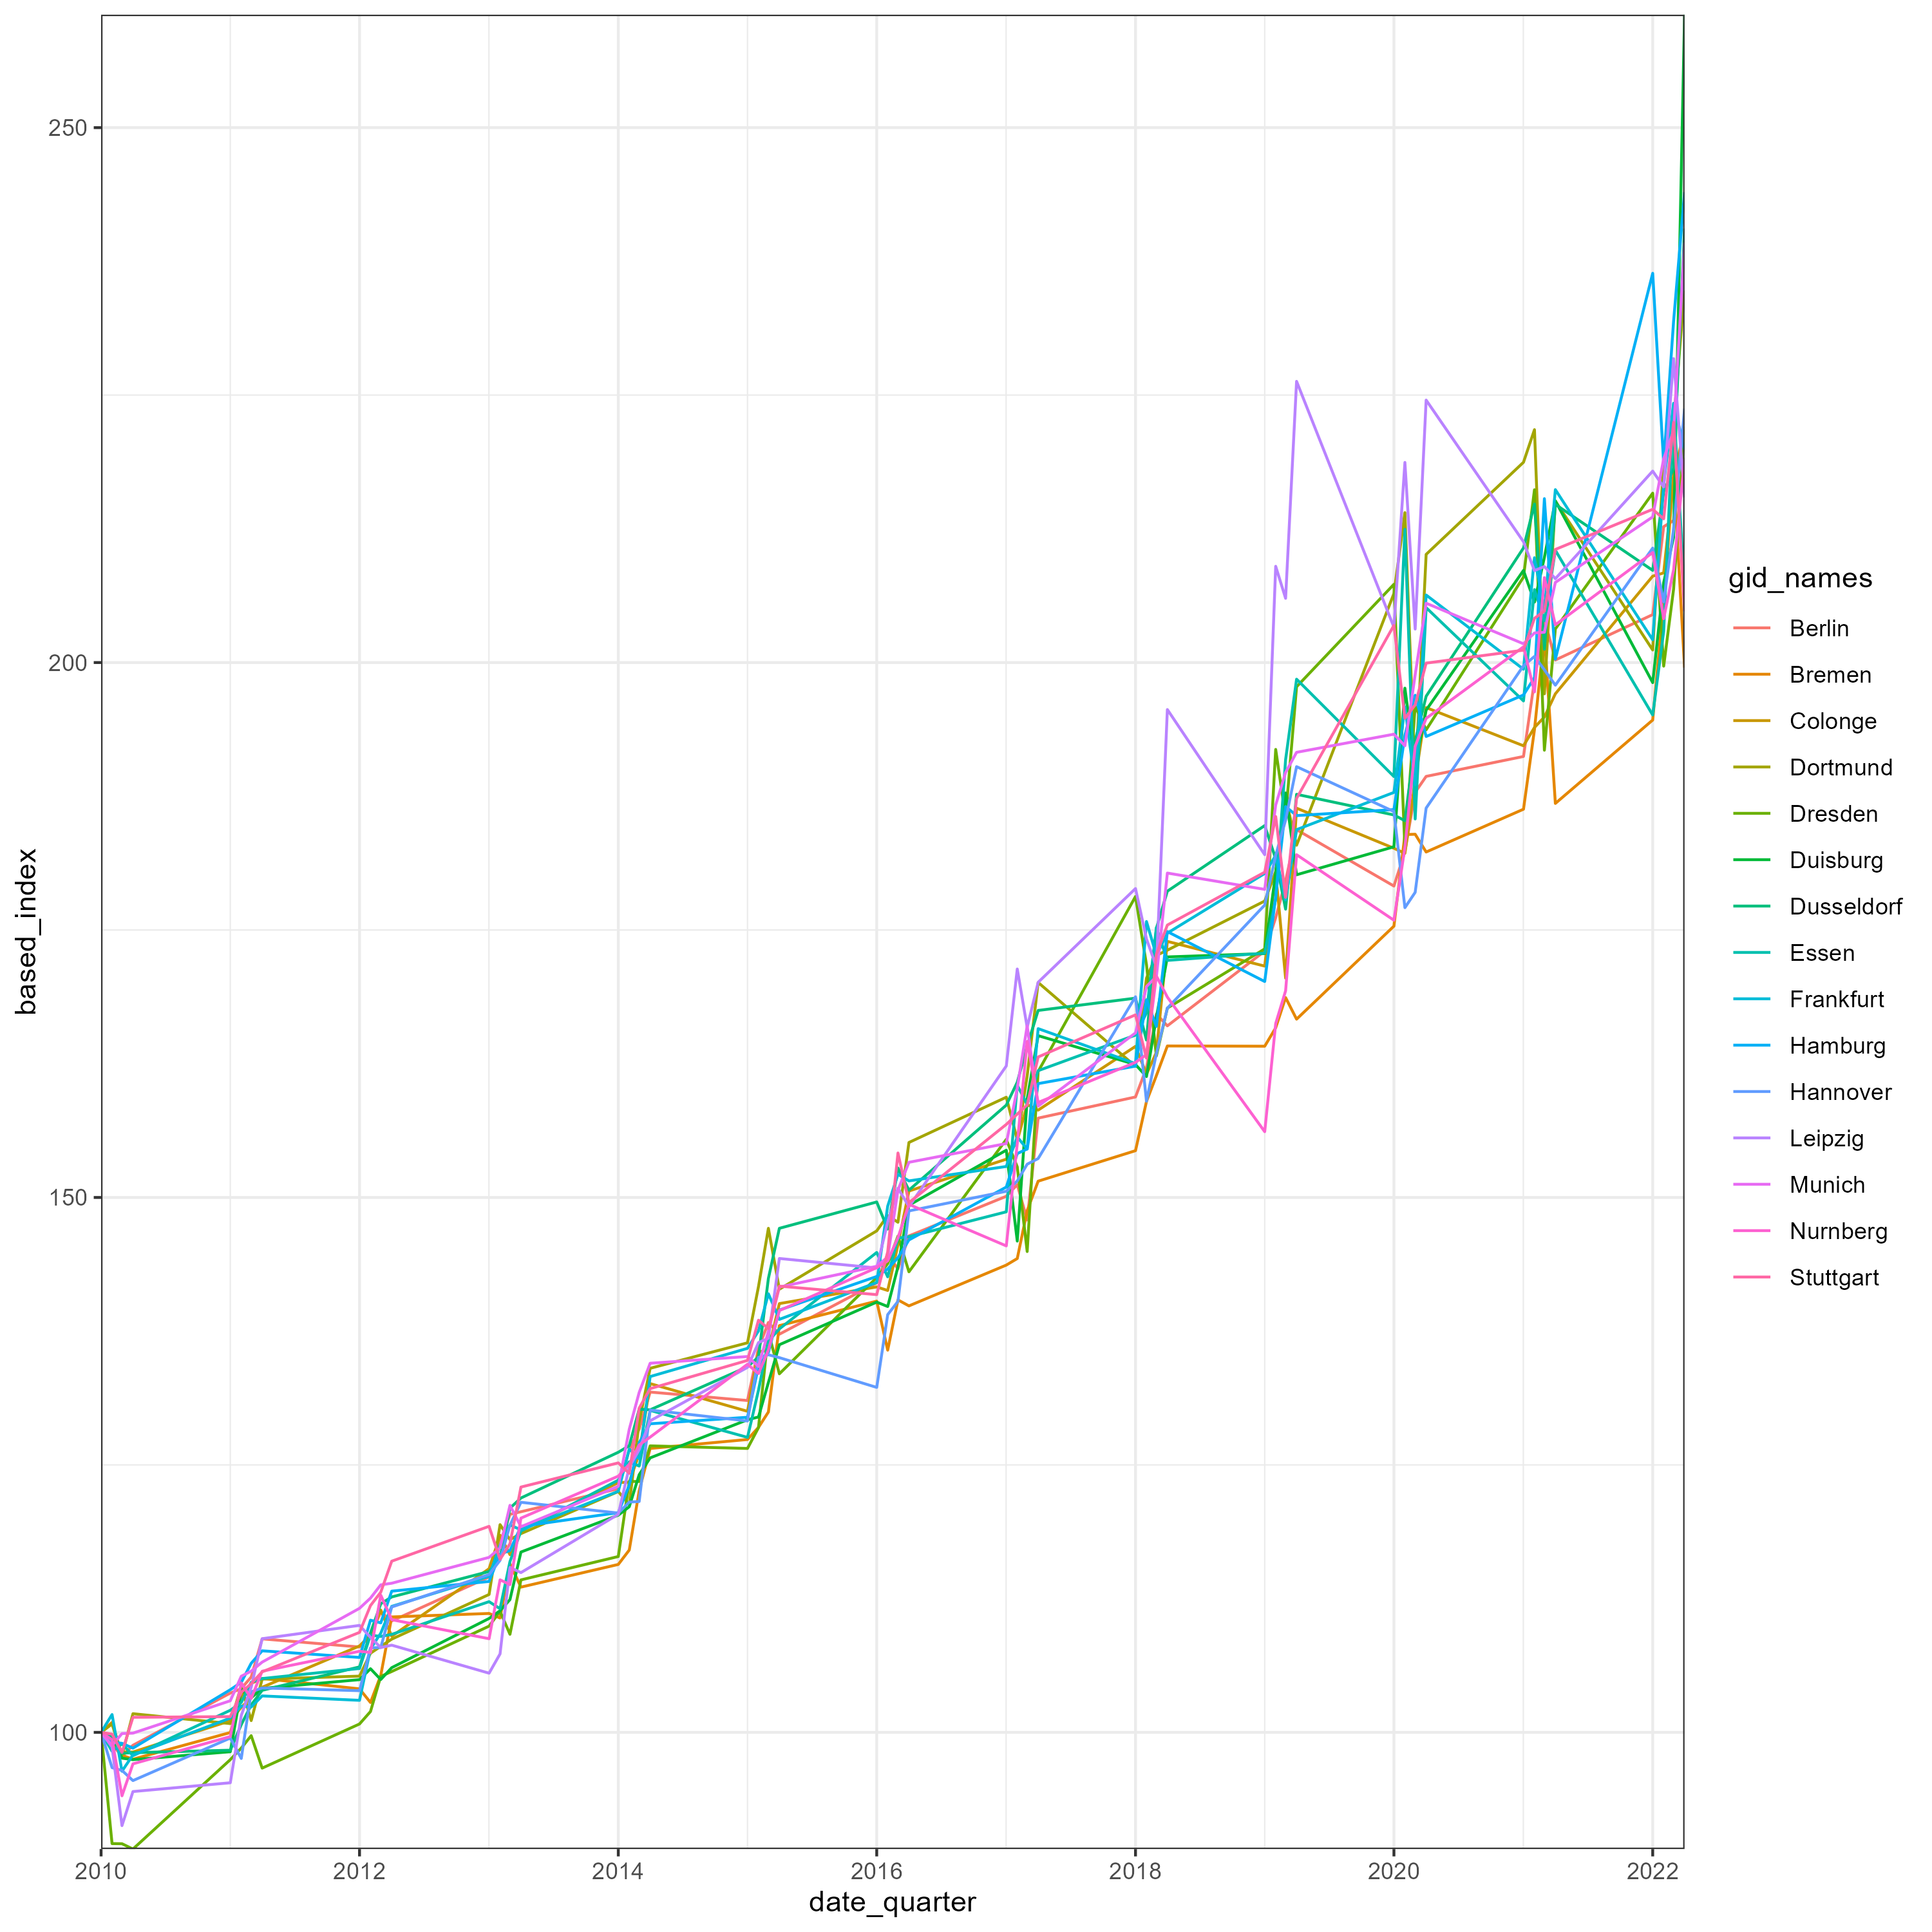 250
200
150
100
based_index
2010 2012 2014 2016 2018 2020 2022
date_quarter
gid_names
Berlin
Bremen
Colonge
Dortmund
Dresden
Duisburg
Dusseldorf
Essen
Frankfurt
Hamburg
Hannover
Leipzig
Munich
Nurnberg
Stuttgart